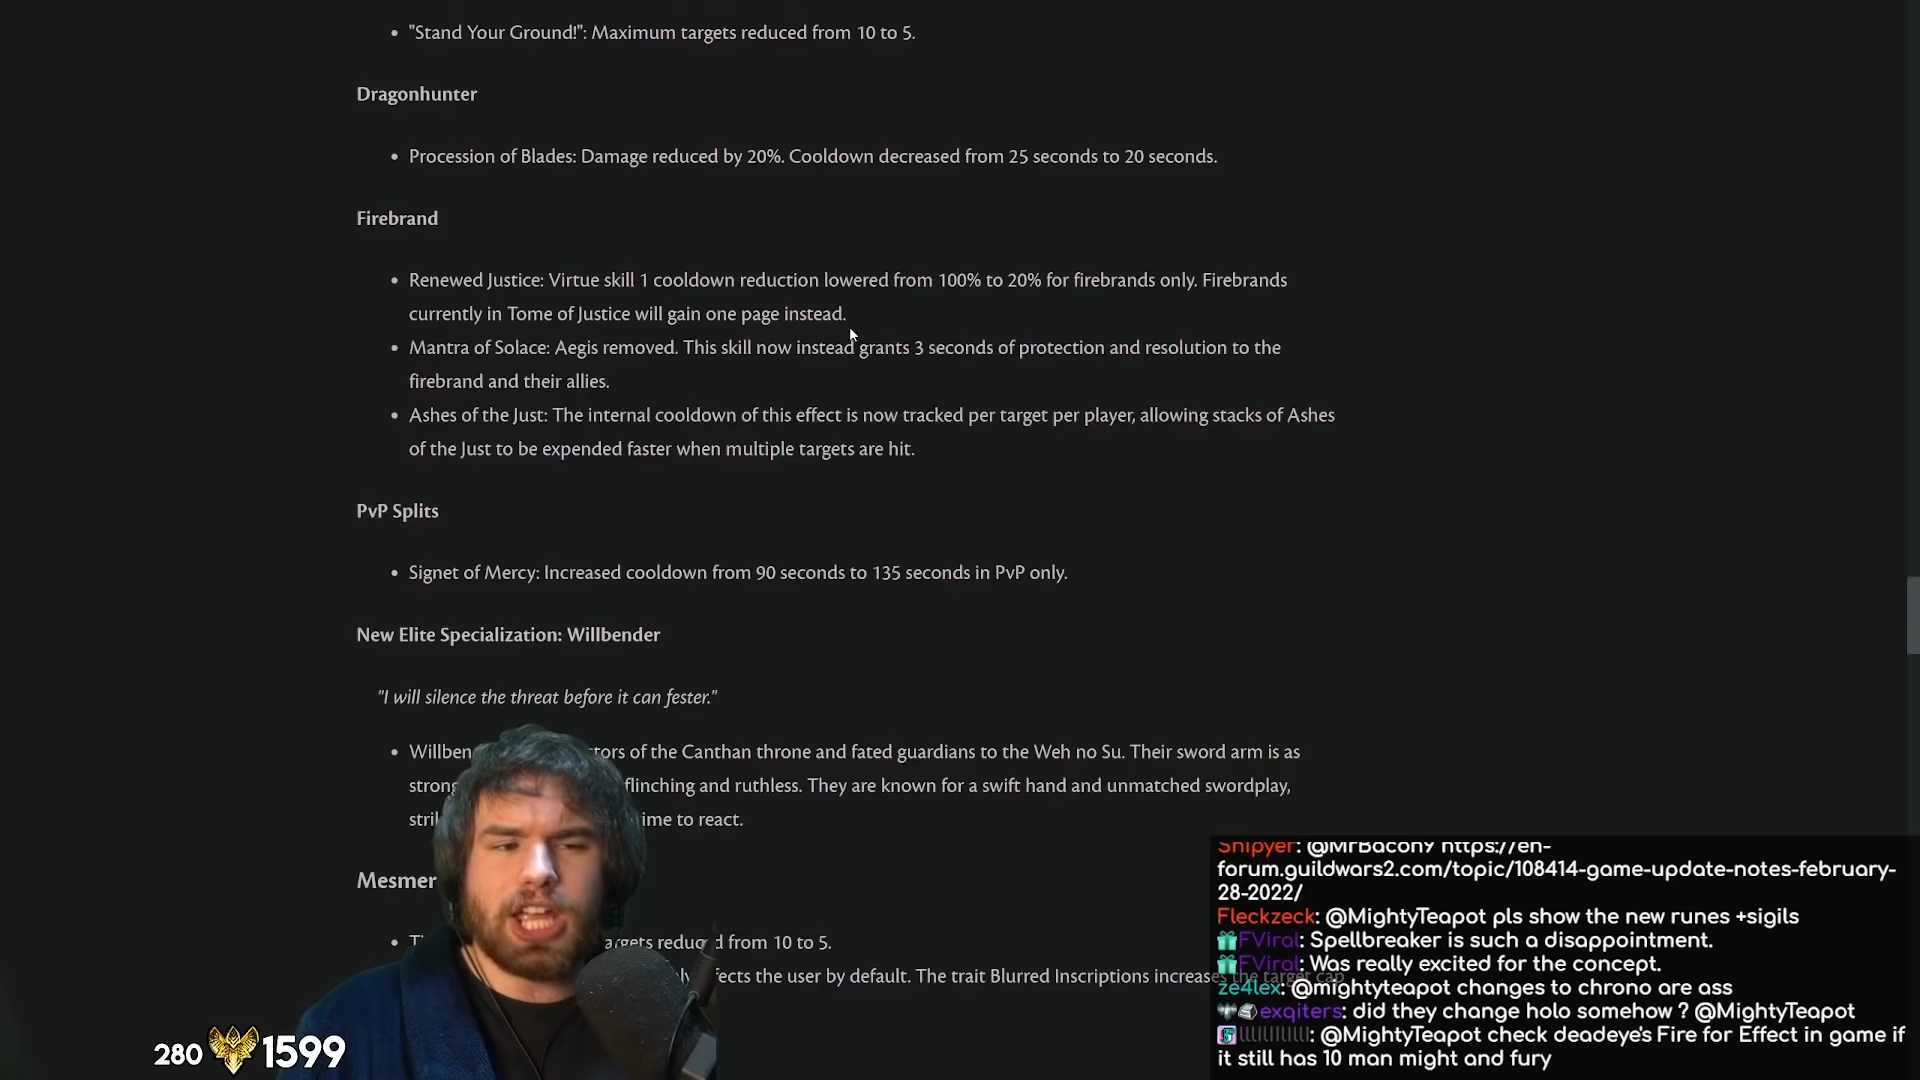 • "Stand Your Ground!": Maximum targets reduced from 10 to 5.
Dragonhunter
• Procession of Blades: Damage reduced by 20%. Cooldown decreased from 25 seconds to 20 seconds.
Firebrand
• Renewed Justice: Virtue skill 1 cooldown reduction lowered from 100% to 20% for firebrands only. Firebrands
currently in Tome of Justice will gain one page instead.
• Mantra of Solace: Aegis removed. This skill now instead grants 3 seconds of protection and resolution to the
firebrand and their allies.
• Ashes of the Just: The internal cooldown of this effect is now tracked per target per player, allowing stacks of Ashes
of the Just to be expended faster when multiple targets are hit.
PvP Splits
• Signet of Mercy: Increased cooldown from 90 seconds to 135 seconds in PvP only.
New Elite Specialization: Willbender
"I will silence the threat before it can fester."
• of the Canthan throne and fated guardians to the Weh no Su. Their sword arm is as
and ruthless. They are known for a swift hand and unmatched swordplay,
to react.
Mesmer
• reduced from 10 to 5.
the user by default. The trait Blurred Inscriptions increases the target cap
Snipyer: @MrBacon9 https://en-
forum.guildwars2.com/topic/108414-game-update-notes-february-
28-2022/
Fleckzeck: @MightyTeapot pls show the new runes +sigils
FViral: Spellbreaker is such a disappointment.
FViral: Was really excited for the concept.
ze4lex: @mightyteapot changes to chrono are ass
exqiters: did they change holo somehow ? @MightyTeapot
@MightyTeapot check deadeye's Fire for Effect in game if
it still has 10 man might and fury
280 1599